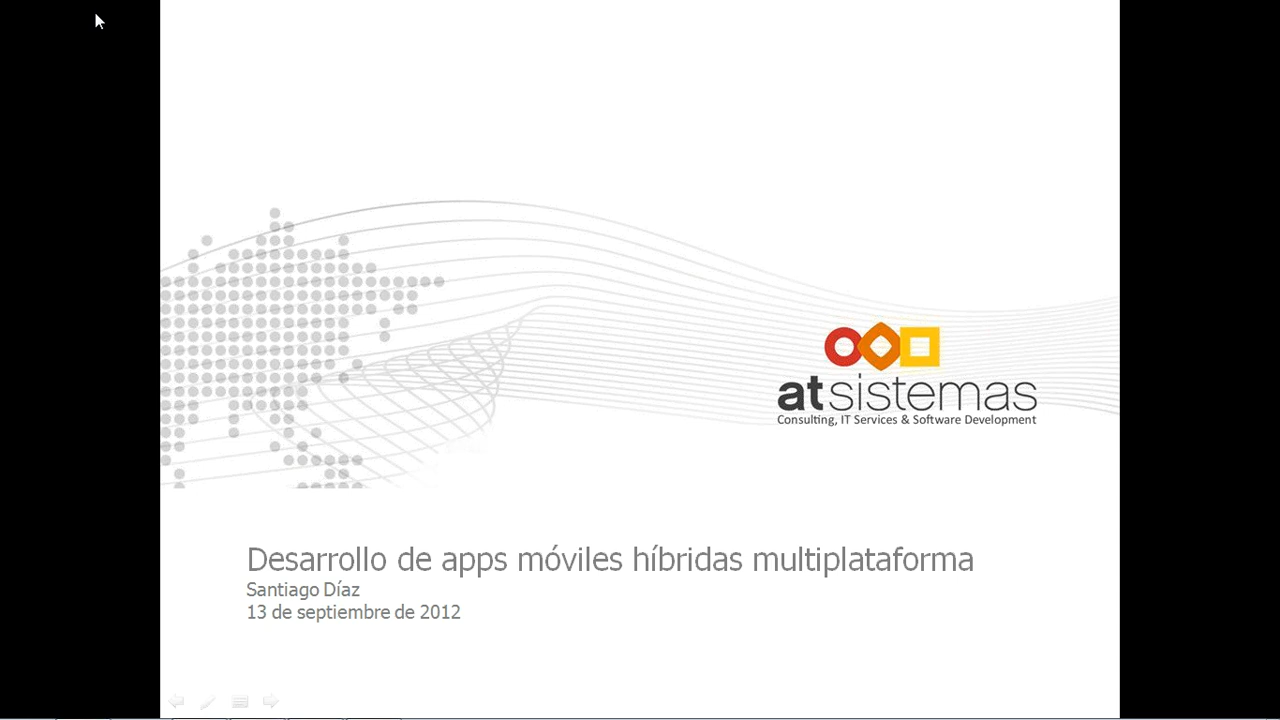 atsistemas
Consulting, IT Services & Software Development
Desarrollo de apps móviles híbridas multiplataforma
Santiago Díaz
13 de septiembre de 2012